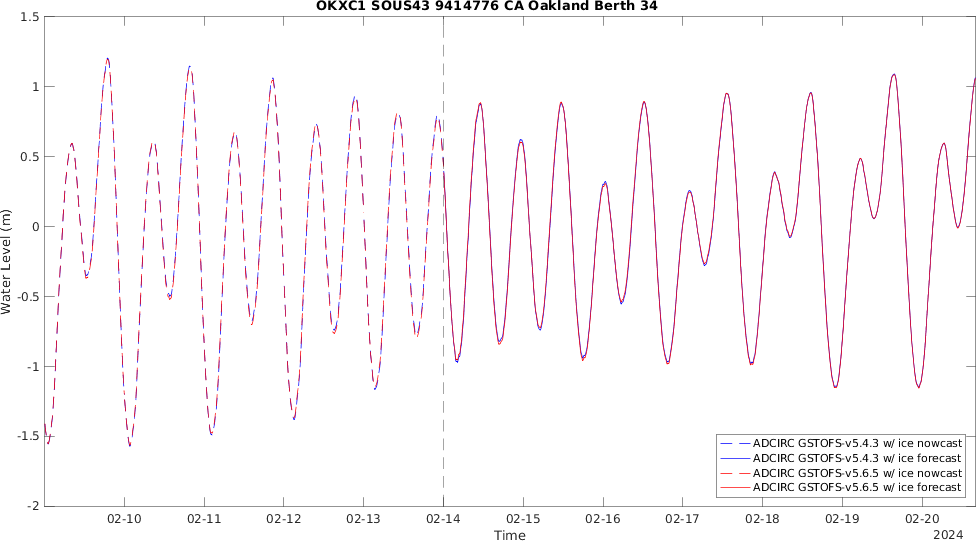 OKXC1 SOUS43 9414776 CA Oakland Berth 34
1.5
1
0.5
0
-0.5
-1
-1.5
-2
Water Level (m)
02-10 02-11 02-12 02-13 02-14 02-15 02-16 02-17 02-18 02-19 02-20
Time
2024
ADCIRC GSTOFS-v5.4.3 w/ ice nowcast
ADCIRC GSTOFS-v5.4.3 w/ ice forecast
ADCIRC GSTOFS-v5.6.5 w/ ice nowcast
ADCIRC GSTOFS-v5.6.5 w/ ice forecast